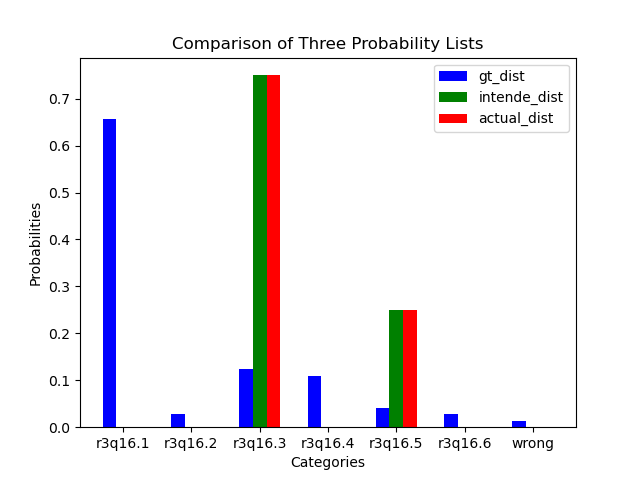 Comparison of Three Probability Lists
gt_dist
intende_dist
actual_dist
Probabilities
0.7
0.6
0.5
0.4
0.3
0.2
0.1
0.0
r3q16.1 r3q16.2 r3q16.3 r3q16.4 r3q16.5 r3q16.6 wrong
Categories